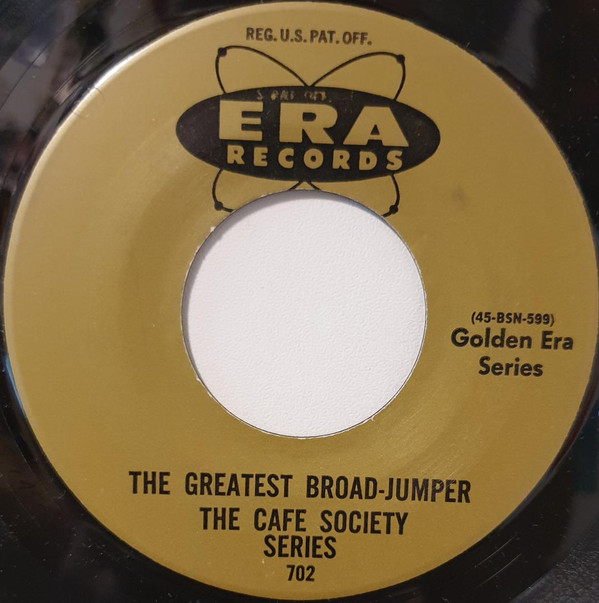 REG. U.S. PAT. OFF.
ERA
RECORDS
(45-BSN-599)
Golden Era
Series
THE GREATEST BROAD-JUMPER
THE CAFE SOCIETY
SERIES
702